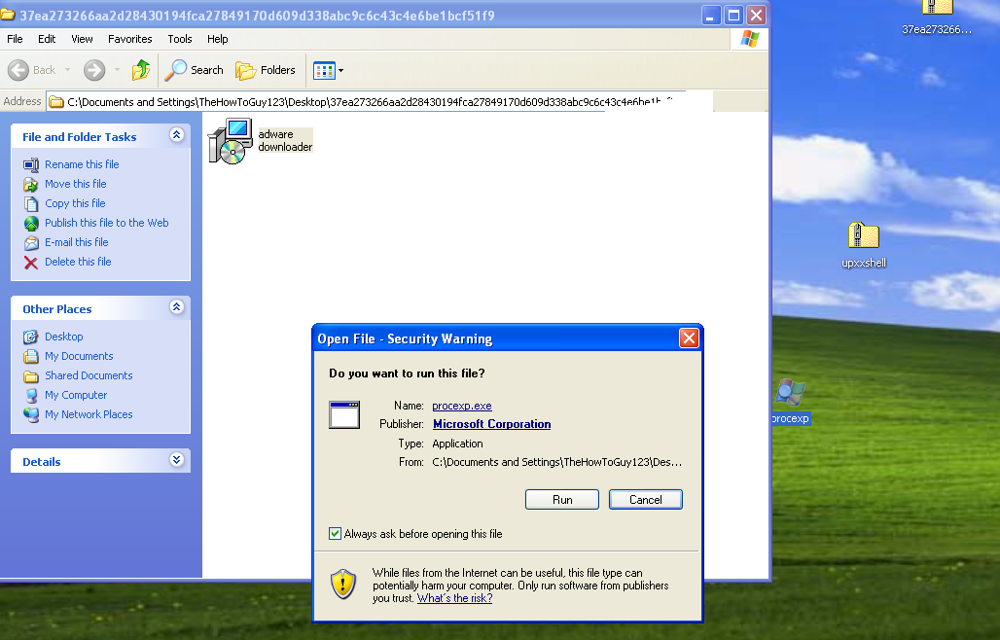 37ea273266aa2d28430194fca27849170d609d338abc9c6c43c4e6be1bcf51f9
File Edit View Favorites Tools Help
Back Search Folders
Address C:\Documents and Settings\TheHowToGuy123\Desktop\37ea273266aa2d28430194fca27849170d609d338abc9c6c43c4e6be1b
File and Folder Tasks
Rename this file
Move this file
Copy this file
Publish this file to the Web
E-mail this file
Delete this file
Other Places
Desktop
My Documents
Shared Documents
My Computer
My Network Places
Details
adware
downloader
37ea273266...
upxxshell
procexp
Open File - Security Warning
Do you want to run this file?
Name: procexp.exe
Publisher: Microsoft Corporation
Type: Application
From: C:\Documents and Settings\TheHowToGuy123\Des...
Run Cancel
Always ask before opening this file
While files from the Internet can be useful, this file type can
potentially harm your computer. Only run software from publishers
you trust. What's the risk?